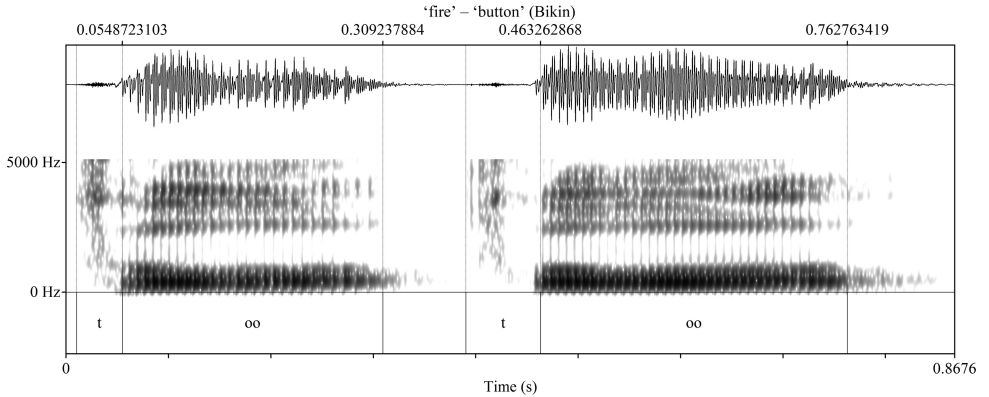 ‘fire’ – ‘button’ (Bikin)
0.0548723103 0.309237884 0.463262868 0.762763419
5000 Hz
0 Hz
t oo t oo
0 0.8676
Time (s)